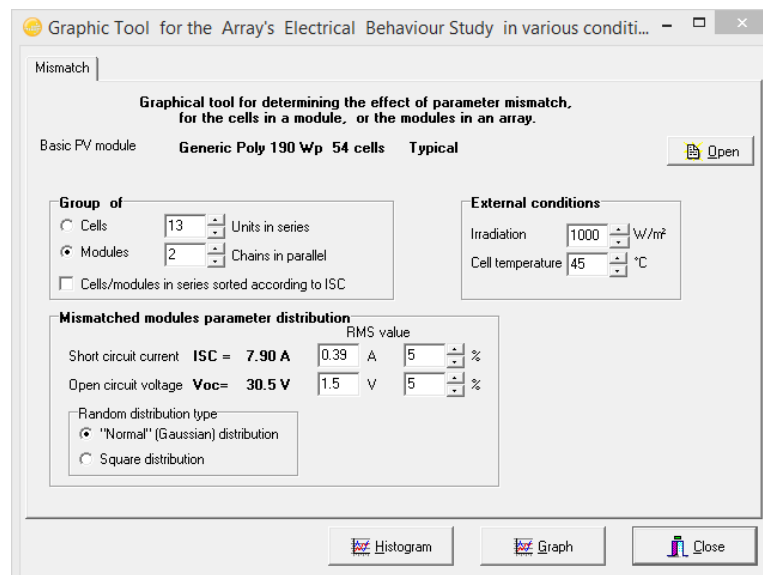 Graphic Tool for the Array's Electrical Behaviour Study in various conditi...
Mismatch
Graphical tool for determining the effect of parameter mismatch,
for the cells in a module, or the modules in an array.
Basic PV module Generic Poly 190 Wp 54 cells Typical Open
Group of
Cells 13 Units in series
Modules 2 Chains in parallel
Cells/modules in series sorted according to ISC
External conditions
Irradiation 1000 W/m²
Cell temperature 45 °C
Mismatched modules parameter distribution
RMS value
Short circuit current ISC = 7.90 A 0.39 A 5 %
Open circuit voltage Voc= 30.5 V 1.5 V 5 %
Random distribution type
"Normal" (Gaussian) distribution
Square distribution
Histogram Graph Close